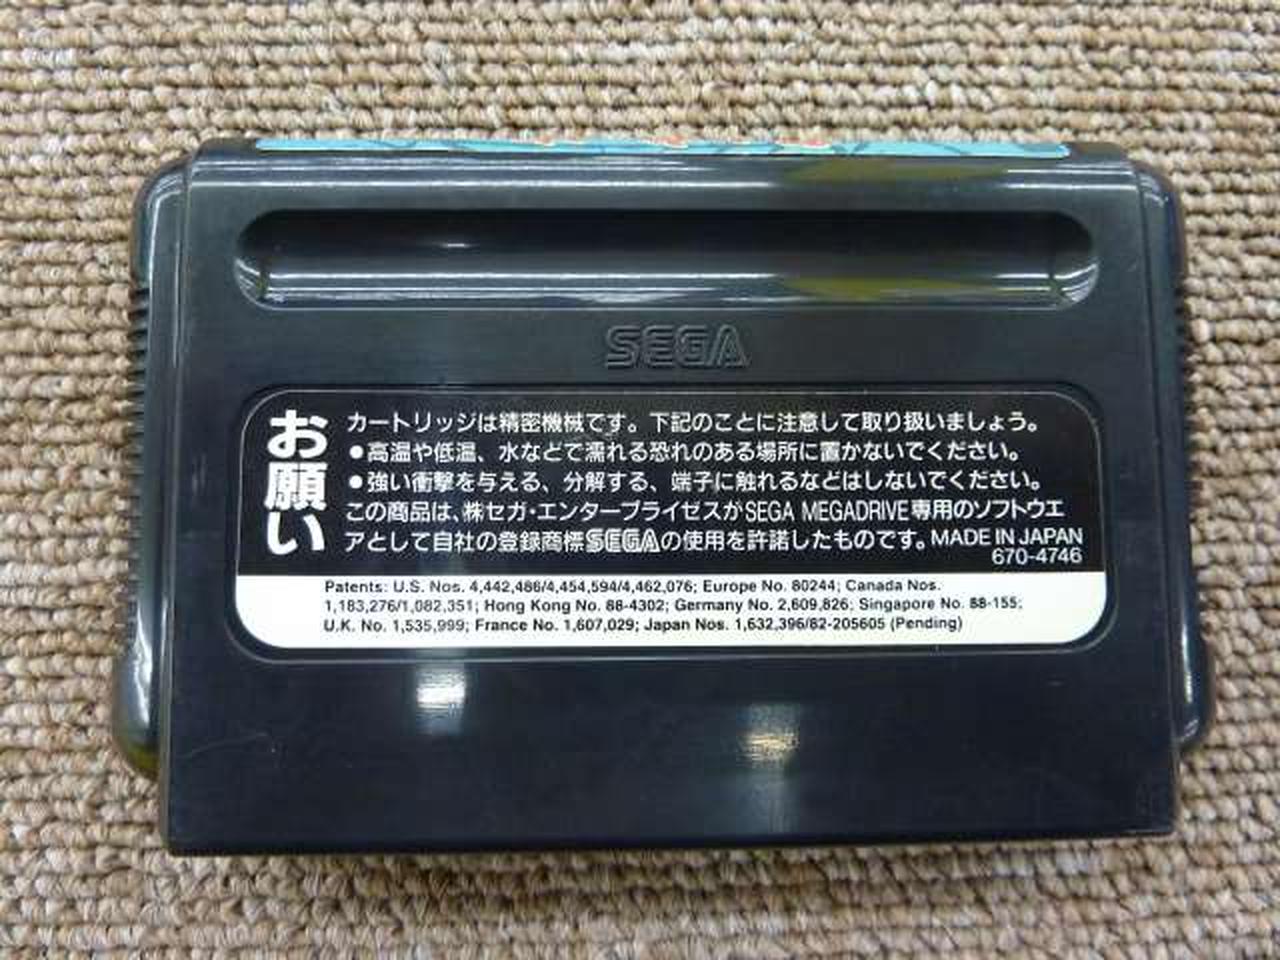 SEGA
お願い
カートリッジは精密機械です。下記のことに注意して取り扱いましょう。
●高温や低温、水などで濡れる恐れのある場所に置かないでください。
●強い衝撃を与える、分解する、端子に触れるなどはしないでください。
この商品は、㈱セガ・エンタープライゼスがSEGA MEGADRIVE専用のソフトウエ
アとして自社の登録商標SEGAの使用を許諾したものです。MADE IN JAPAN
670-4746
Patents: U.S. Nos. 4,442,486/4,454,594/4,462,076; Europe No. 80244; Canada Nos.
1,183,276/1,082,351; Hong Kong No. 88-4302; Germany No. 2,609,826; Singapore No. 88-155;
U.K. No. 1,535,999; France No. 1,607,029; Japan Nos. 1,632,396/82-205605 (Pending)